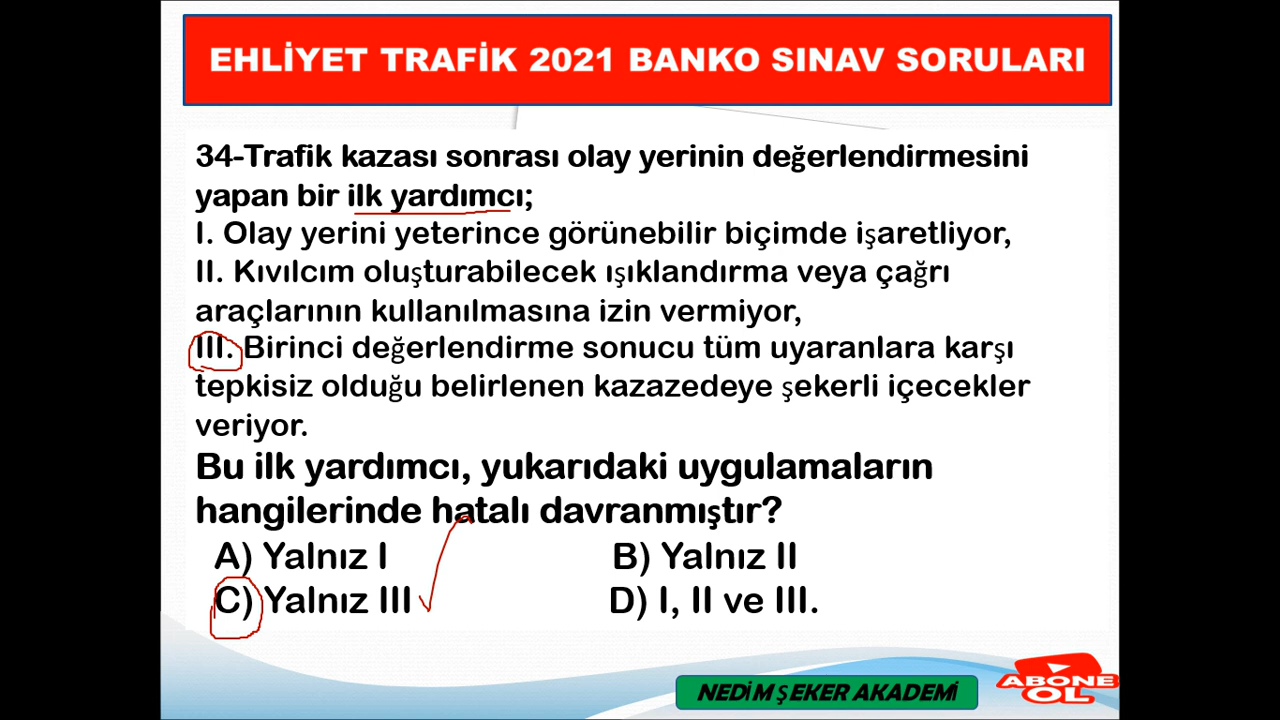 EHLİYET TRAFİK 2021 BANKO SINAV SORULARI
34-Trafik kazası sonrası olay yerinin değerlendirmesini
yapan bir ilk yardımcı;
I. Olay yerini yeterince görünebilir biçimde işaretliyor,
II. Kıvılcım oluşturabilecek ışıklandırma veya çağrı
araçlarının kullanılmasına izin vermiyor,
III. Birinci değerlendirme sonucu tüm uyaranlara karşı
tepkisiz olduğu belirlenen kazazedeye şekerli içecekler
veriyor.
Bu ilk yardımcı, yukarıdaki uygulamaların
hangilerinde hatalı davranmıştır?
A) Yalnız I B) Yalnız II
C) Yalnız III D) I, II ve III.
NEDİM ŞEKER AKADEMİ
ABONE
OL